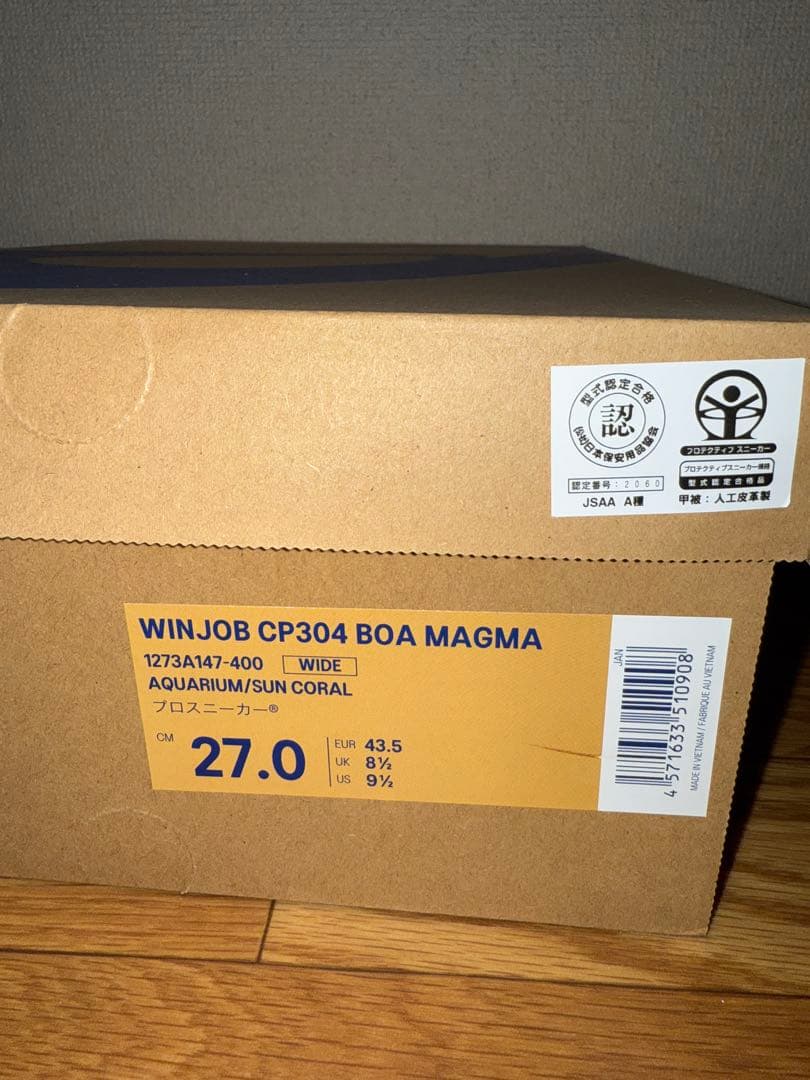 型式認定合格
認
(公社)日本保安用品協会
認定番号:2060
JSAA A種
プロテクティブ スニーカー
プロテクティブスニーカー規格
型式認定合格品
甲被:人工皮革製
WINJOB CP304 BOA MAGMA
1273A147-400 WIDE
AQUARIUM/SUN CORAL
プロスニーカー®
CM 27.0
EUR 43.5
UK 8½
US 9½
JAN
4 571633 510908
MADE IN VIETNAM / FABRIQUE AU VIETNAM